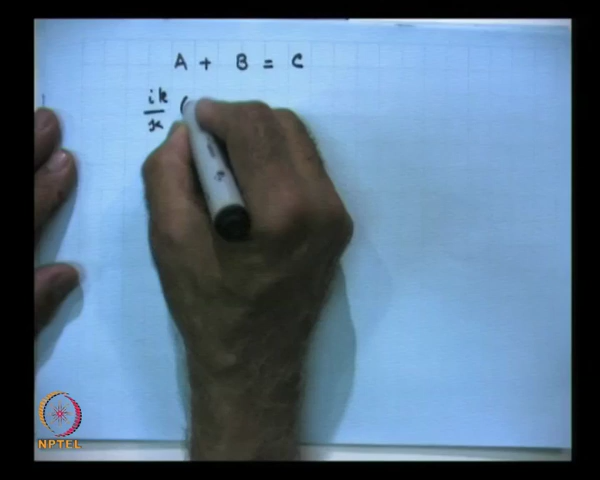 A + B = C
ik/x (
NPTEL